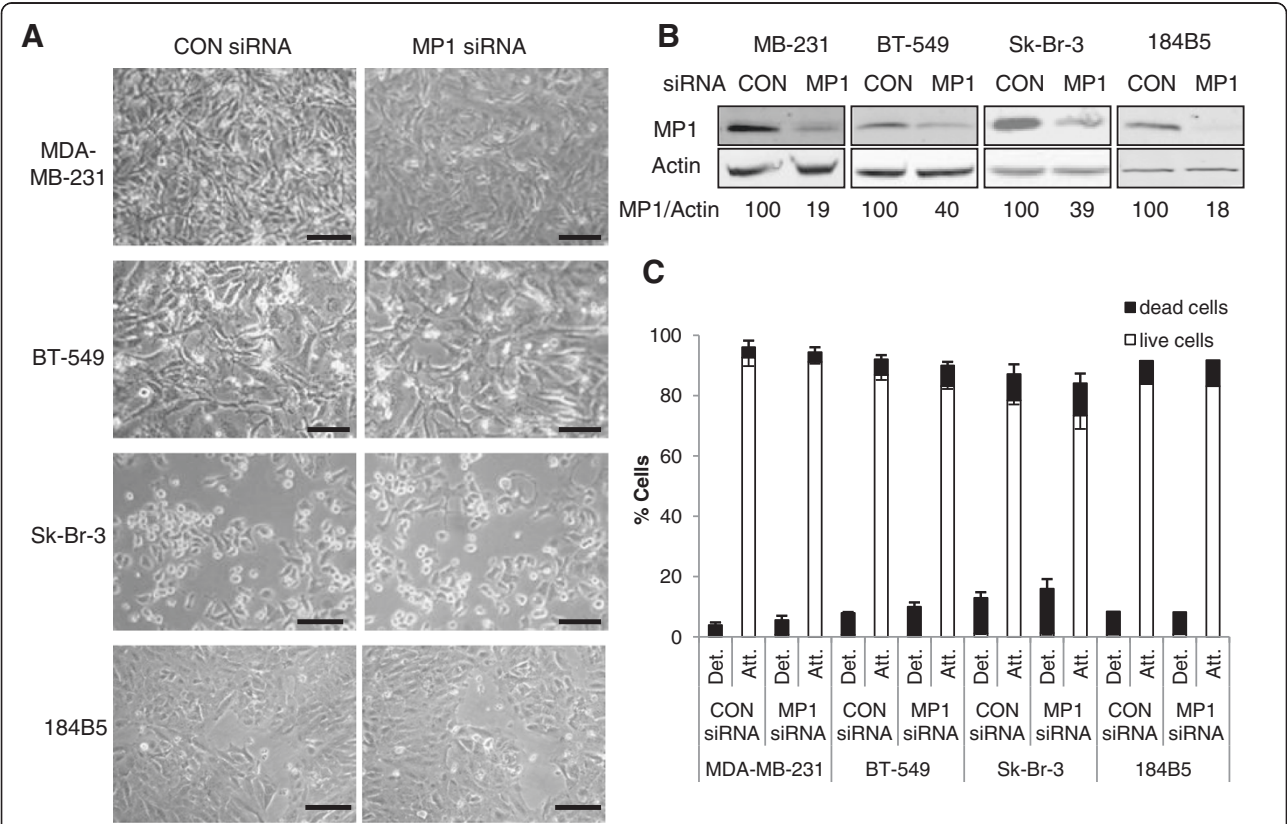 A
CON siRNA MP1 siRNA
MDA-
MB-231
BT-549
Sk-Br-3
184B5
B
MB-231 BT-549 Sk-Br-3 184B5
siRNA CON MP1 CON MP1 CON MP1 CON MP1
MP1
Actin
MP1/Actin 100 19 100 40 100 39 100 18
C
dead cells
live cells
% Cells
100
80
60
40
20
0
Det. Att. Det. Att. Det. Att. Det. Att. Det. Att. Det. Att. Det. Att. Det. Att.
CON MP1 CON MP1 CON MP1 CON MP1
siRNA siRNA siRNA siRNA siRNA siRNA siRNA siRNA
MDA-MB-231 BT-549 Sk-Br-3 184B5